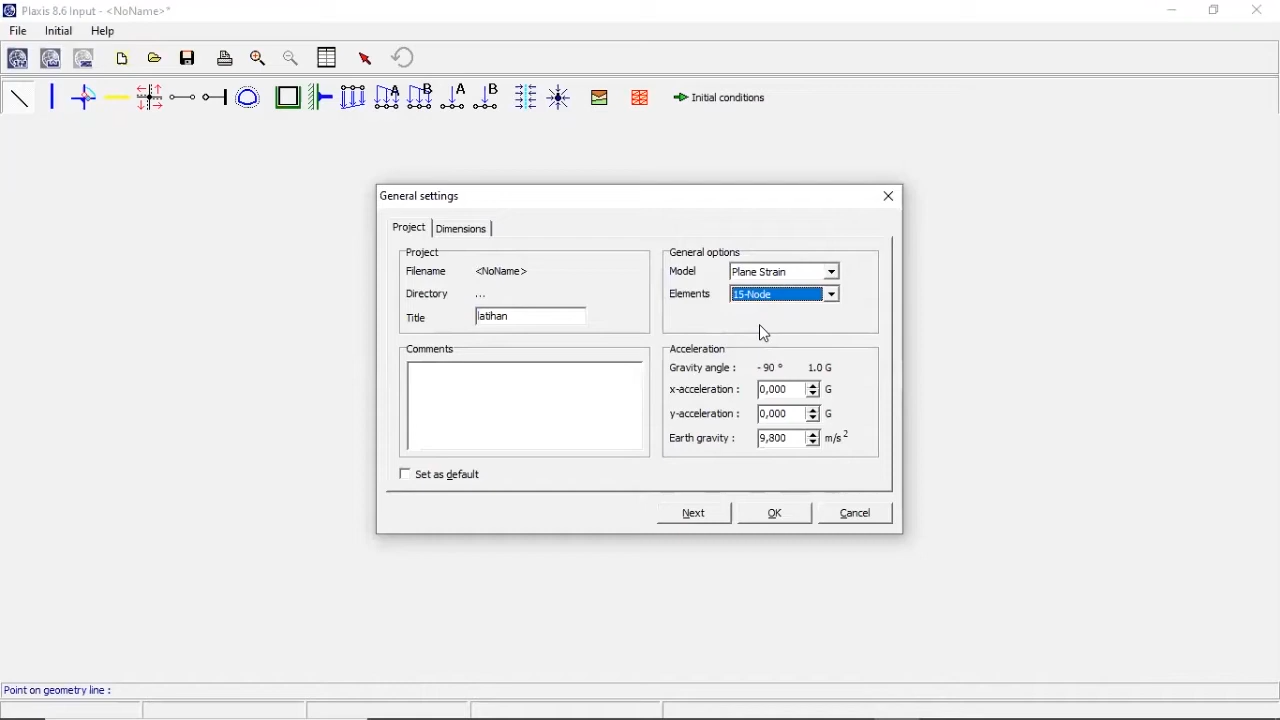 Plaxis 8.6 Input - <NoName>*
File Initial Help
A B A B Initial conditions
General settings
Project Dimensions
Project
Filename <NoName>
Directory ...
Title latihan
General options
Model Plane Strain
Elements 15-Node
Comments
Acceleration
Gravity angle : - 90 ° 1.0 G
x-acceleration : 0,000 G
y-acceleration : 0,000 G
Earth gravity : 9,800 m/s 2
Set as default
Next OK Cancel
Point on geometry line :